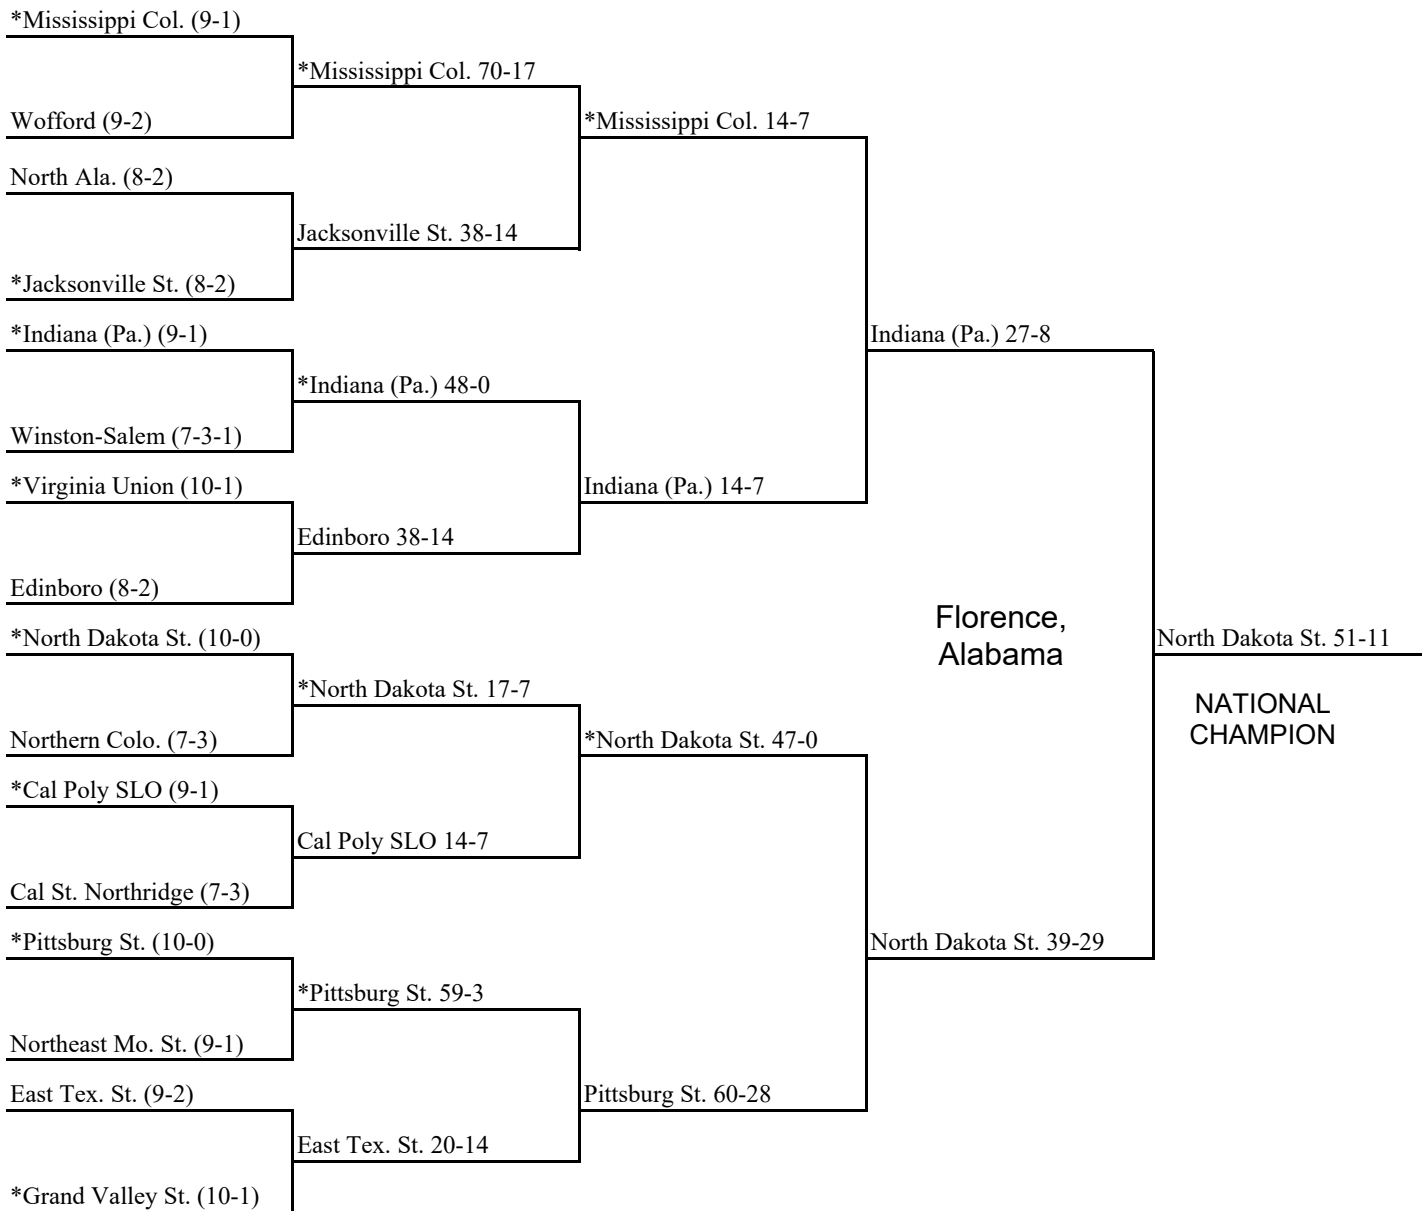 *Mississippi Col. (9-1)
*Mississippi Col. 70-17
Wofford (9-2)
*Mississippi Col. 14-7
North Ala. (8-2)
Jacksonville St. 38-14
*Jacksonville St. (8-2)
*Indiana (Pa.) (9-1)
Indiana (Pa.) 27-8
*Indiana (Pa.) 48-0
Winston-Salem (7-3-1)
*Virginia Union (10-1)
Indiana (Pa.) 14-7
Edinboro 38-14
Edinboro (8-2)
Florence,
Alabama
*North Dakota St. (10-0)
North Dakota St. 51-11
*North Dakota St. 17-7
NATIONAL
CHAMPION
Northern Colo. (7-3)
*North Dakota St. 47-0
*Cal Poly SLO (9-1)
Cal Poly SLO 14-7
Cal St. Northridge (7-3)
*Pittsburg St. (10-0)
North Dakota St. 39-29
*Pittsburg St. 59-3
Northeast Mo. St. (9-1)
East Tex. St. (9-2)
Pittsburg St. 60-28
East Tex. St. 20-14
*Grand Valley St. (10-1)